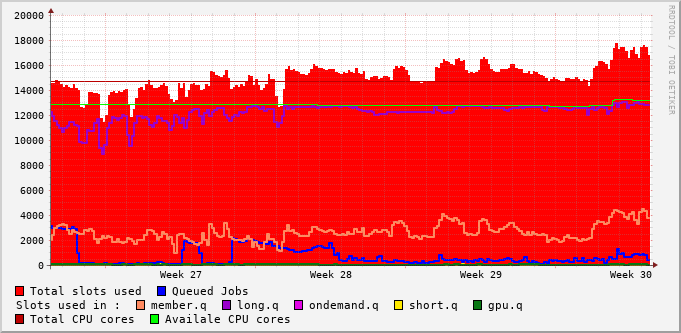 20000
18000
16000
14000
12000
10000
8000
6000
4000
2000
0
Week 27 Week 28 Week 29 Week 30
RRDTOOL / TOBI OETIKER
Total slots used Queued Jobs
Slots used in : member.q long.q ondemand.q short.q gpu.q
Total CPU cores Availale CPU cores